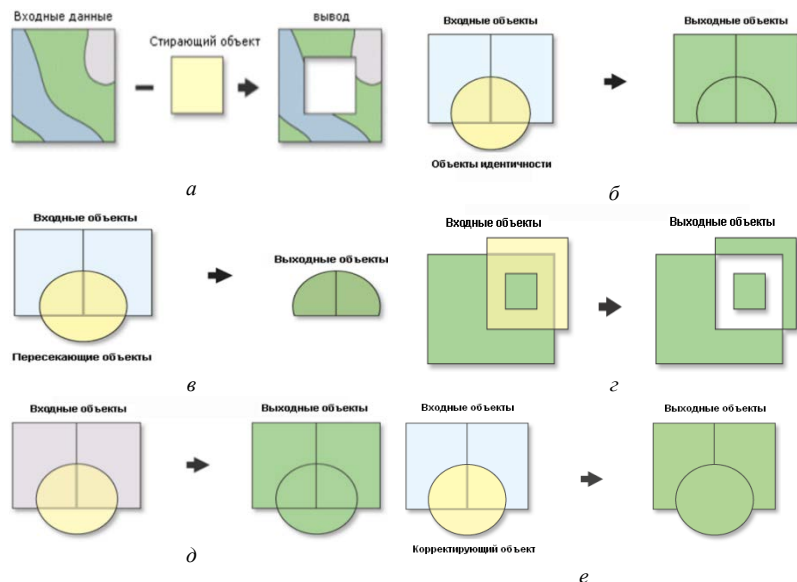 Входные данные
Стирающий объект
вывод
а
Входные объекты
Выходные объекты
Объекты идентичности
б
Входные объекты
Выходные объекты
Пересекающие объекты
в
Входные объекты
Выходные объекты
г
Входные объекты
Выходные объекты
д
Входные объекты
Выходные объекты
Корректирующий объект
е